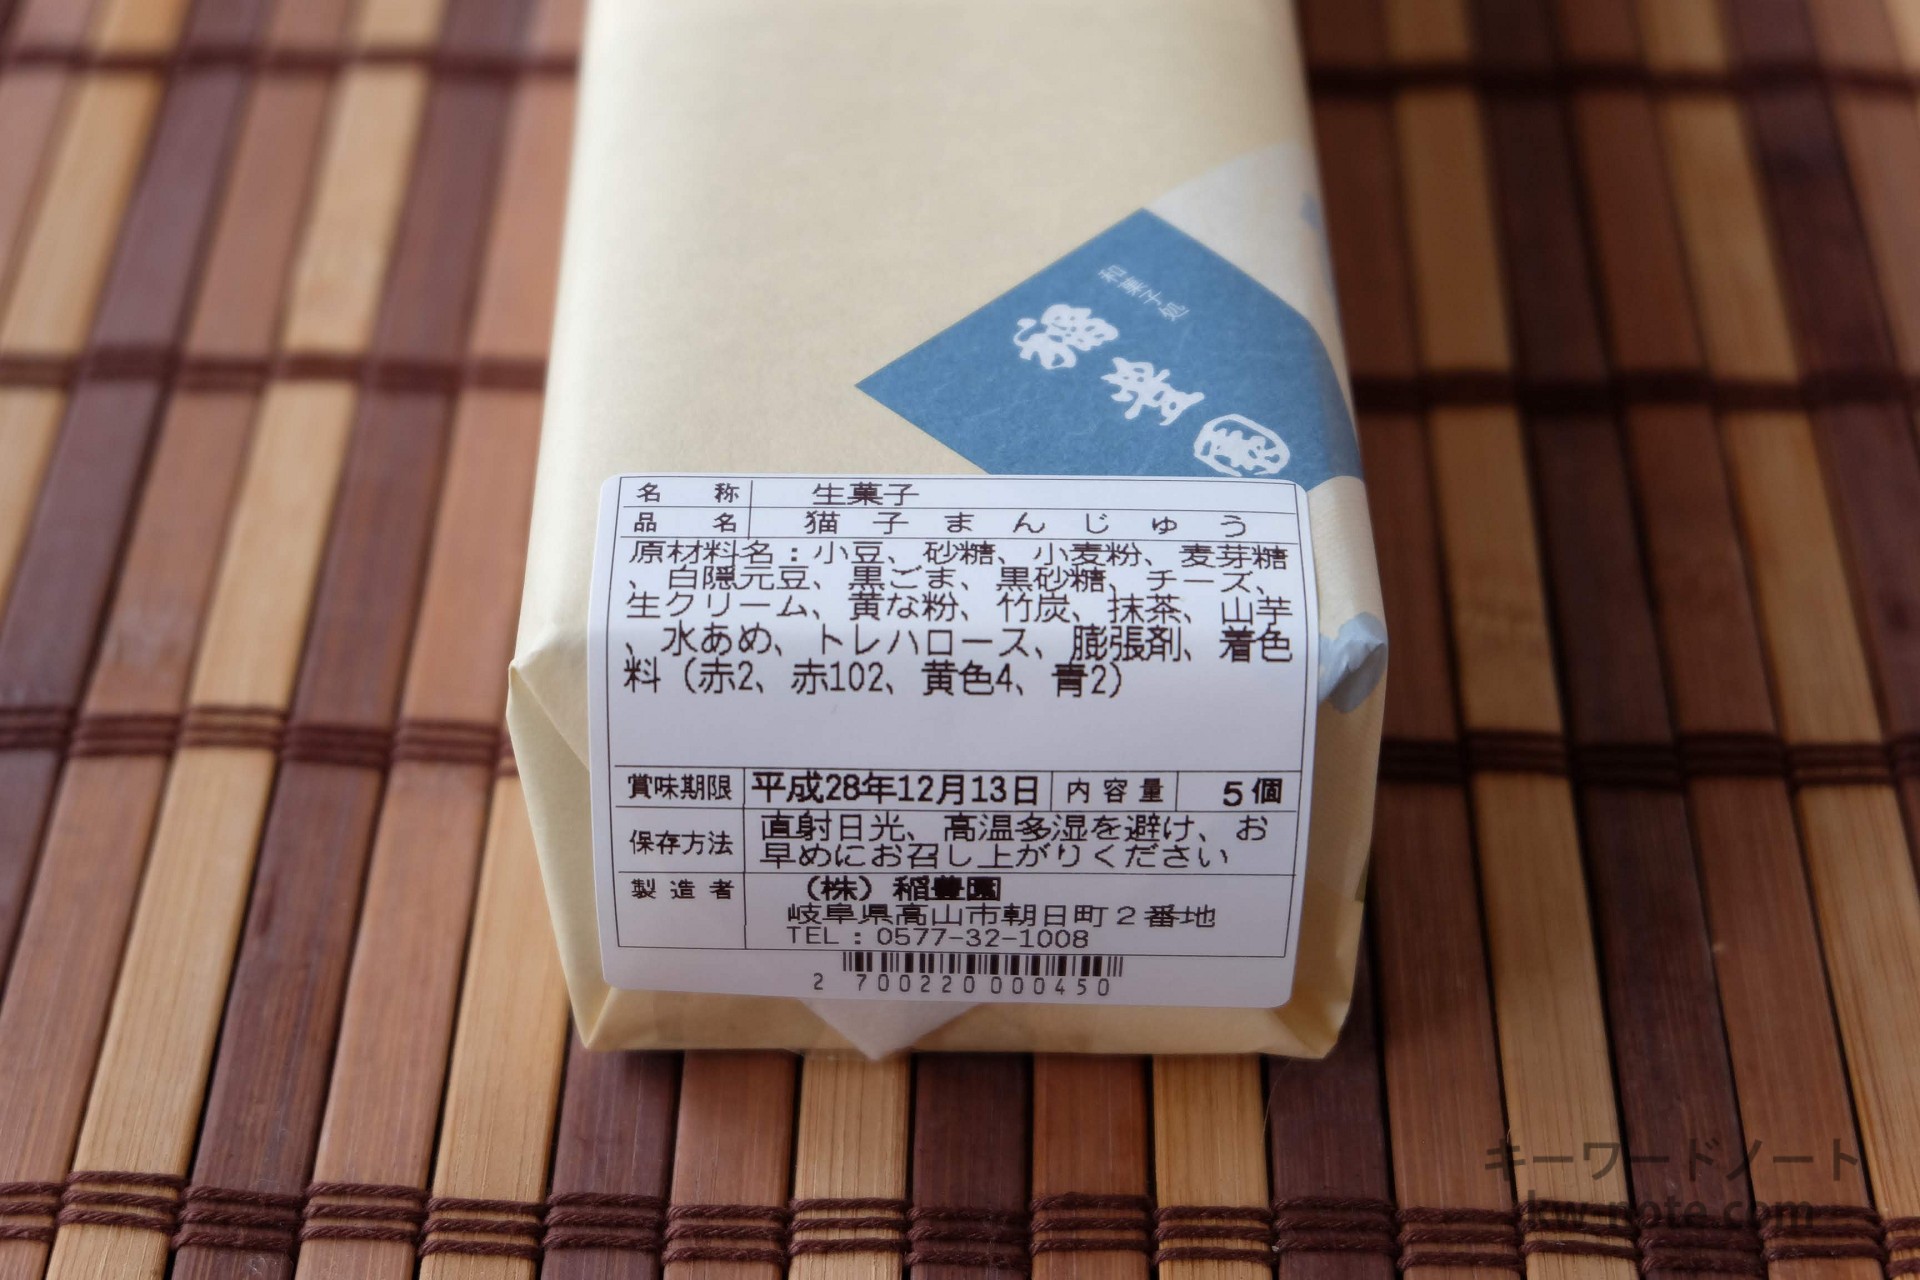 和菓子処
稲豊園
名称 生菓子
品名 猫子まんじゅう
原材料名:小豆、砂糖、小麦粉、麦芽糖
、白隠元豆、黒ごま、黒砂糖、チーズ、
生クリーム、黄な粉、竹炭、抹茶、山芋
、水あめ、トレハロース、膨張剤、着色
料(赤2、赤102、黄色4、青2)
賞味期限 平成28年12月13日 内容量 5個
保存方法 直射日光、高温多湿を避け、お
早めにお召し上がりください
製造者 (株)稲豊園
岐阜県高山市朝日町2番地
TEL:0577-32-1008
2 700220 000450
キーワードノート
kw-note.com